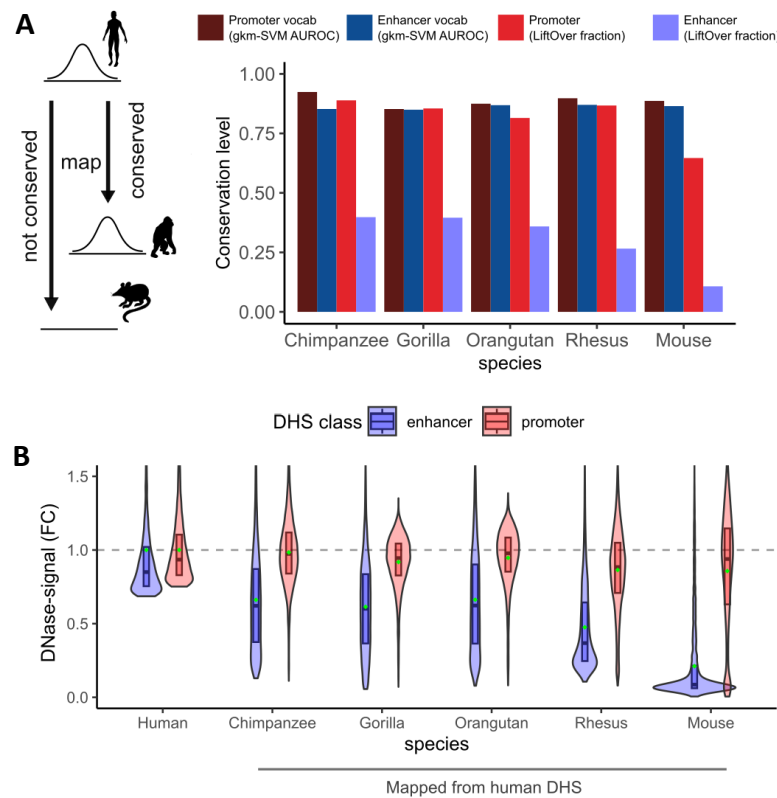 A
Promoter vocab
(gkm-SVM AUROC)
Enhancer vocab
(gkm-SVM AUROC)
Promoter
(LiftOver fraction)
Enhancer
(LiftOver fraction)
not conserved
map
conserved
Conservation level
1.00
0.75
0.50
0.25
0.00
Chimpanzee Gorilla Orangutan Rhesus Mouse
species
DHS class enhancer promoter
B
DNase-signal (FC)
1.5
1.0
0.5
0.0
Human Chimpanzee Gorilla Orangutan Rhesus Mouse
species
Mapped from human DHS